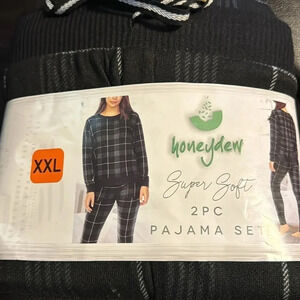 honeydew
XXL
Super Soft
2PC
PAJAMA SET